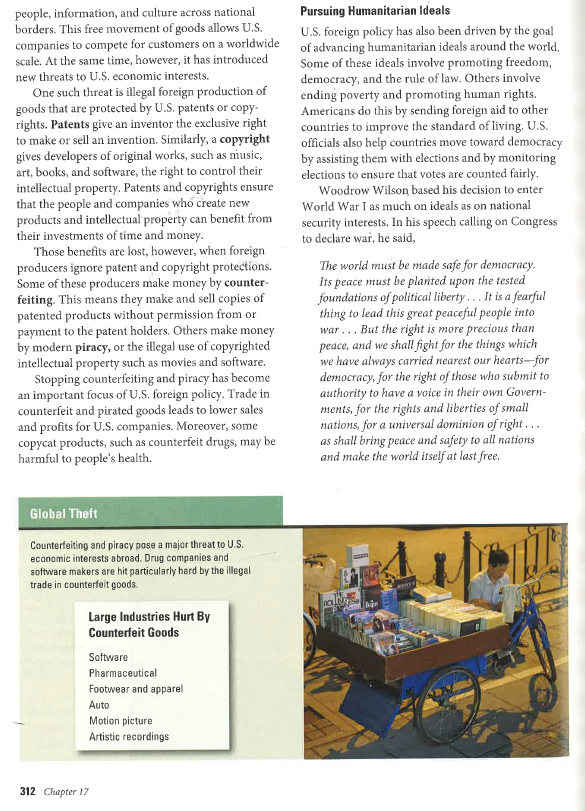 people, information, and culture across national
borders. This free movement of goods allows U.S.
companies to compete for customers on a worldwide
scale. At the same time, however, it has introduced
new threats to U.S. economic interests.
One such threat is illegal foreign production of
goods that are protected by U.S. patents or copy-
rights. Patents give an inventor the exclusive right
to make or sell an invention. Similarly, a copyright
gives developers of original works, such as music,
art, books, and software, the right to control their
intellectual property. Patents and copyrights ensure
that the people and companies who create new
products and intellectual property can benefit from
their investments of time and money.
Those benefits are lost, however, when foreign
producers ignore patent and copyright protections.
Some of these producers make money by counter-
feiting. This means they make and sell copies of
patented products without permission from or
payment to the patent holders. Others make money
by modern piracy, or the illegal use of copyrighted
intellectual property such as movies and software.
Stopping counterfeiting and piracy has become
an important focus of U.S. foreign policy. Trade in
counterfeit and pirated goods leads to lower sales
and profits for U.S. companies. Moreover, some
copycat products, such as counterfeit drugs, may be
harmful to people's health.
Pursuing Humanitarian Ideals
U.S. foreign policy has also been driven by the goal
of advancing humanitarian ideals around the world.
Some of these ideals involve promoting freedom,
democracy, and the rule of law. Others involve
ending poverty and promoting human rights.
Americans do this by sending foreign aid to other
countries to improve the standard of living. U.S.
officials also help countries move toward democracy
by assisting them with elections and by monitoring
elections to ensure that votes are counted fairly.
Woodrow Wilson based his decision to enter
World War I as much on ideals as on national
security interests. In his speech calling on Congress
to declare war, he said,
The world must be made safe for democracy.
Its peace must be planted upon the tested
foundations of political liberty . . . It is a fearful
thing to lead this great peaceful people into
war . . . But the right is more precious than
peace, and we shall fight for the things which
we have always carried nearest our hearts—for
democracy, for the right of those who submit to
authority to have a voice in their own Govern-
ments, for the rights and liberties of small
nations, for a universal dominion of right . . .
as shall bring peace and safety to all nations
and make the world itself at last free.
Global Theft
Counterfeiting and piracy pose a major threat to U.S.
economic interests abroad. Drug companies and
software makers are hit particularly hard by the illegal
trade in counterfeit goods.
Large Industries Hurt By
Counterfeit Goods
Software
Pharmaceutical
Footwear and apparel
Auto
Motion picture
Artistic recordings
THE
312 Chapter 17